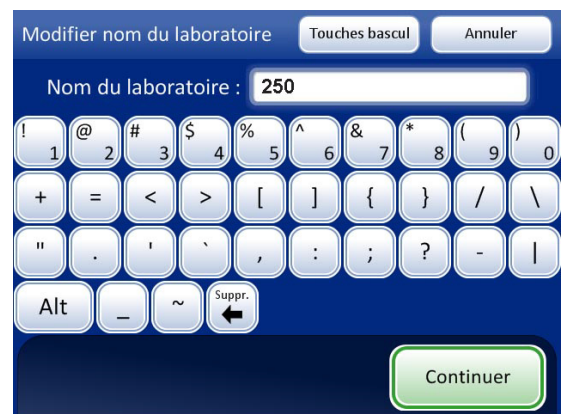 Modifier nom du laboratoire Touches bascul Annuler
Nom du laboratoire : 250
! 1 @ 2 # 3 $ 4 % 5 ^ 6 & 7 * 8 ( 9 ) 0
+ = < > [ ] { } / \
" . ' ` , : ; ? - |
Alt _ ~ Suppr.
Continuer